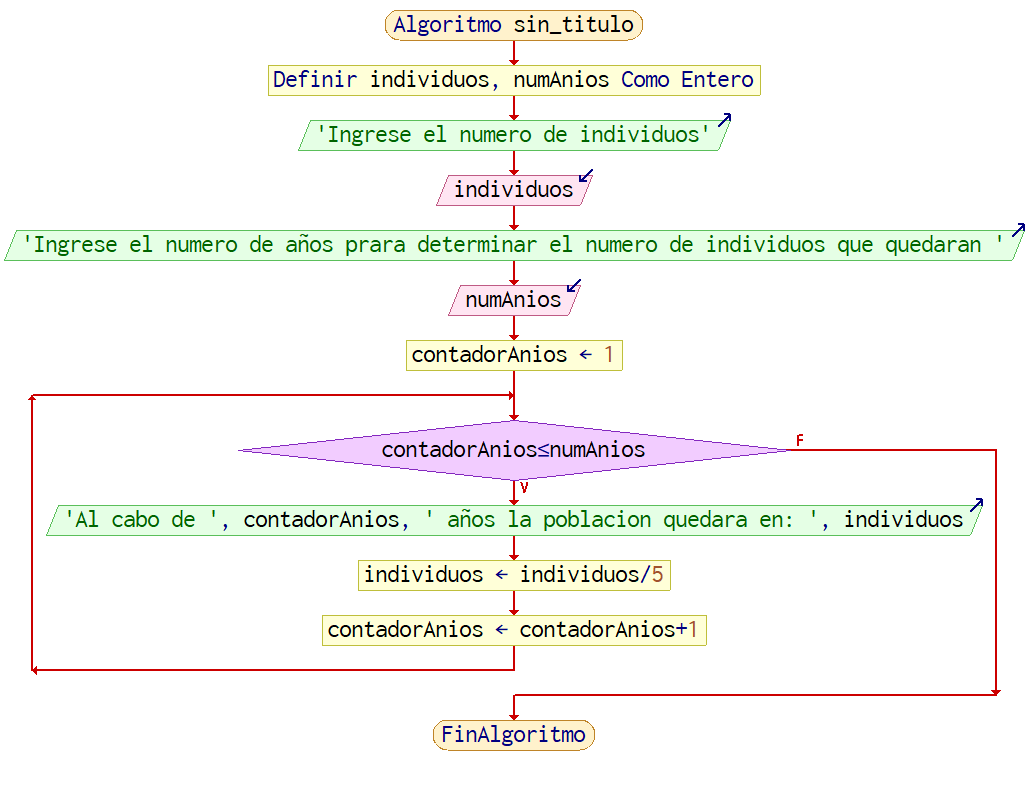 Algoritmo sin_titulo
Definir individuos, numAnios Como Entero
'Ingrese el numero de individuos'
individuos
'Ingrese el numero de años prara determinar el numero de individuos que quedaran '
numAnios
contadorAnios ← 1
contadorAnios≤numAnios
F
V
'Al cabo de ', contadorAnios, ' años la poblacion quedara en: ', individuos
individuos ← individuos/5
contadorAnios ← contadorAnios+1
FinAlgoritmo